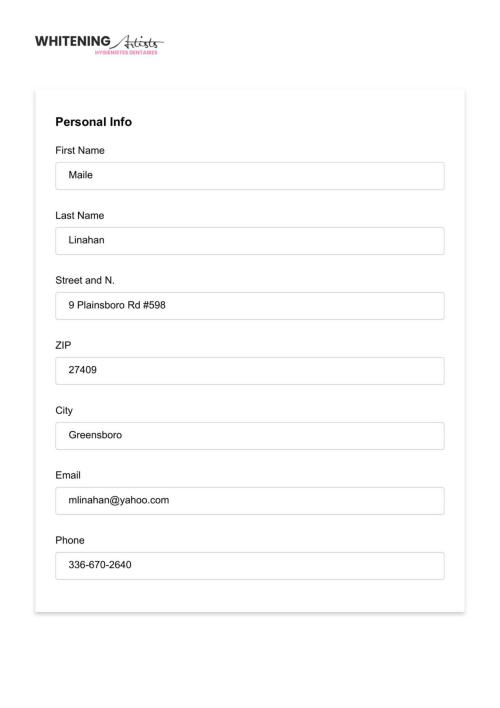 WHITENING Artists
HYGIÉNISTES DENTAIRES
Personal Info
First Name
Maile
Last Name
Linahan
Street and N.
9 Plainsboro Rd #598
ZIP
27409
City
Greensboro
Email
mlinahan@yahoo.com
Phone
336-670-2640